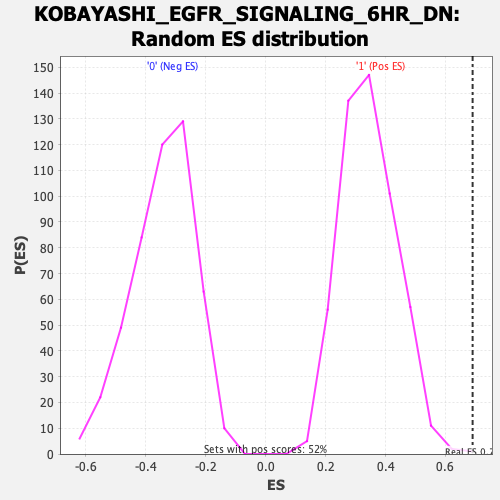 KOBAYASHI_EGFR_SIGNALING_6HR_DN:
Random ES distribution
'0' (Neg ES)
'1' (Pos ES)
150
140
130
120
110
100
90
80
70
60
50
40
30
20
10
0
P(ES)
Sets with pos scores: 52%
Real ES 0.7
-0.6
-0.4
-0.2
0.0
0.2
0.4
0.6
ES